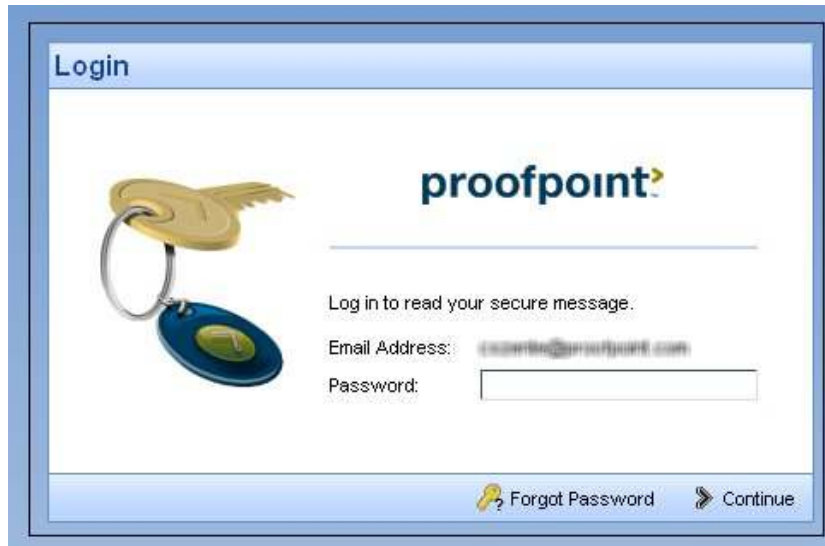 Login
proofpoint
Log in to read your secure message.
Email Address:
Password:
Forgot Password
Continue